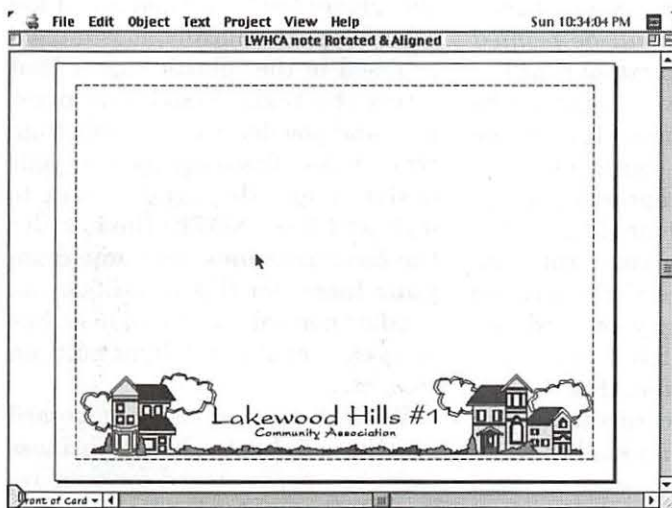 File Edit Object Text Project View Help Sun 10:34:04 PM
LWHCA note Rotated & Aligned
Lakewood Hills #1
Community Association
ront of Card